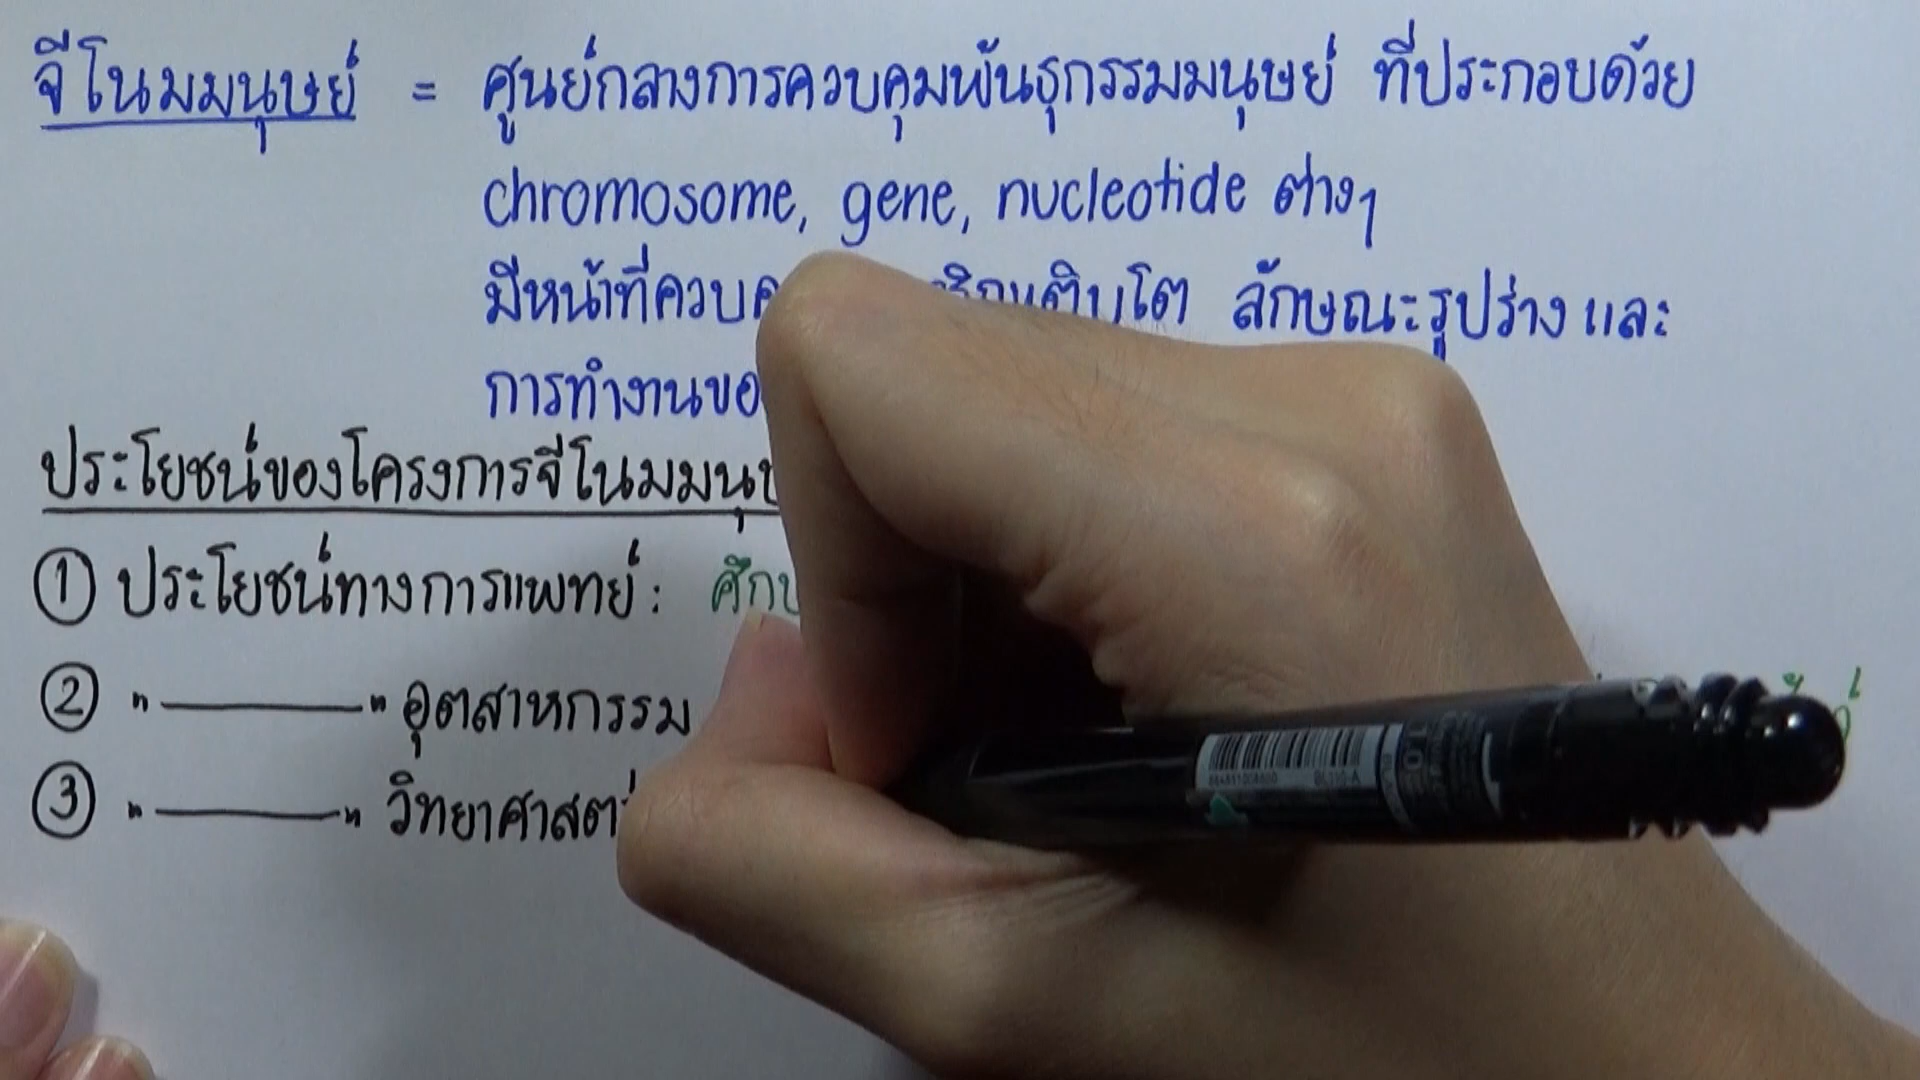 จีโนมมนุษย์ = ศูนย์กลางการควบคุมพันธุกรรมมนุษย์ ที่ประกอบด้วย
chromosome, gene, nucleotide ต่างๆ
มีหน้าที่ควบ ลักษณะรูปร่าง และ
การทำงาน
ประโยชน์ของโครงการจีโนม
① ประโยชน์ทางการแพทย์ :
② "————" อุตสาหกรรม
③ "————" วิทยาศาสตร์